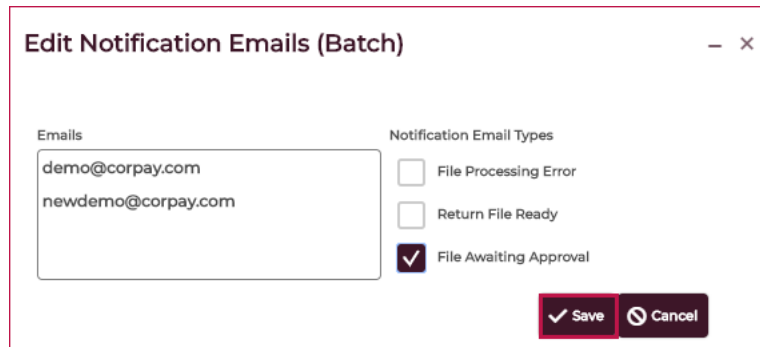 Edit Notification Emails (Batch)
Emails
demo@corpay.com
newdemo@corpay.com
Notification Email Types
File Processing Error
Return File Ready
File Awaiting Approval
Save
Cancel